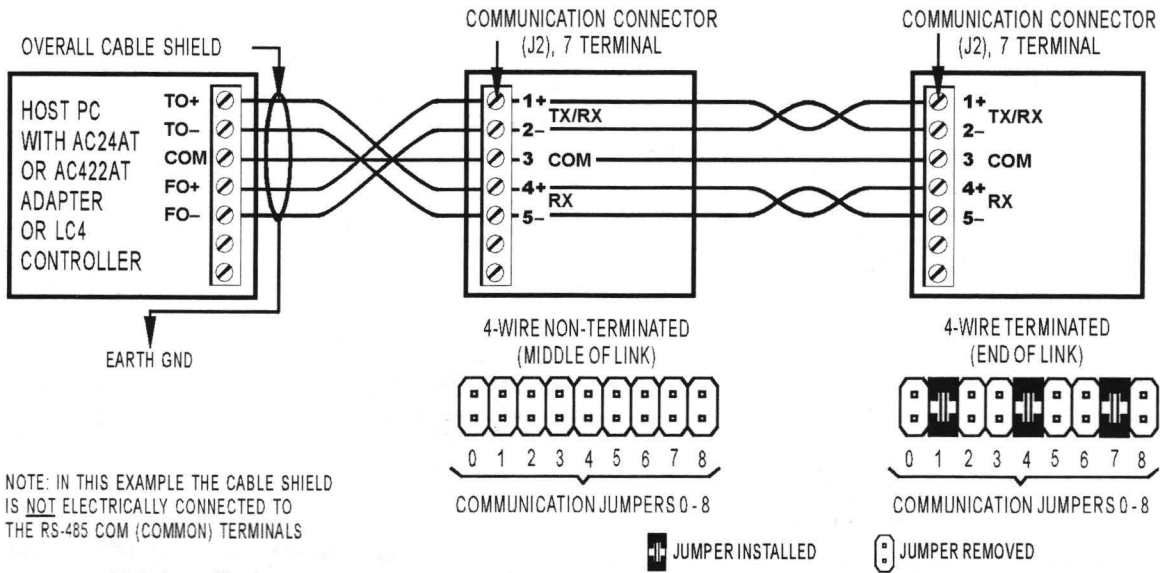 OVERALL CABLE SHIELD
COMMUNICATION CONNECTOR
(J2), 7 TERMINAL
COMMUNICATION CONNECTOR
(J2), 7 TERMINAL
HOST PC
WITH AC24AT
OR AC422AT
ADAPTER
OR LC4
CONTROLLER
TO+
TO–
COM
FO+
FO–
1+
TX/RX
2–
3 COM
4+
RX
5–
1+
TX/RX
2–
3 COM
4+
RX
5–
EARTH GND
4-WIRE NON-TERMINATED
(MIDDLE OF LINK)
0 1 2 3 4 5 6 7 8
COMMUNICATION JUMPERS 0 - 8
4-WIRE TERMINATED
(END OF LINK)
0 1 2 3 4 5 6 7 8
COMMUNICATION JUMPERS 0 - 8
NOTE: IN THIS EXAMPLE THE CABLE SHIELD
IS NOT ELECTRICALLY CONNECTED TO
THE RS-485 COM (COMMON) TERMINALS
JUMPER INSTALLED
JUMPER REMOVED